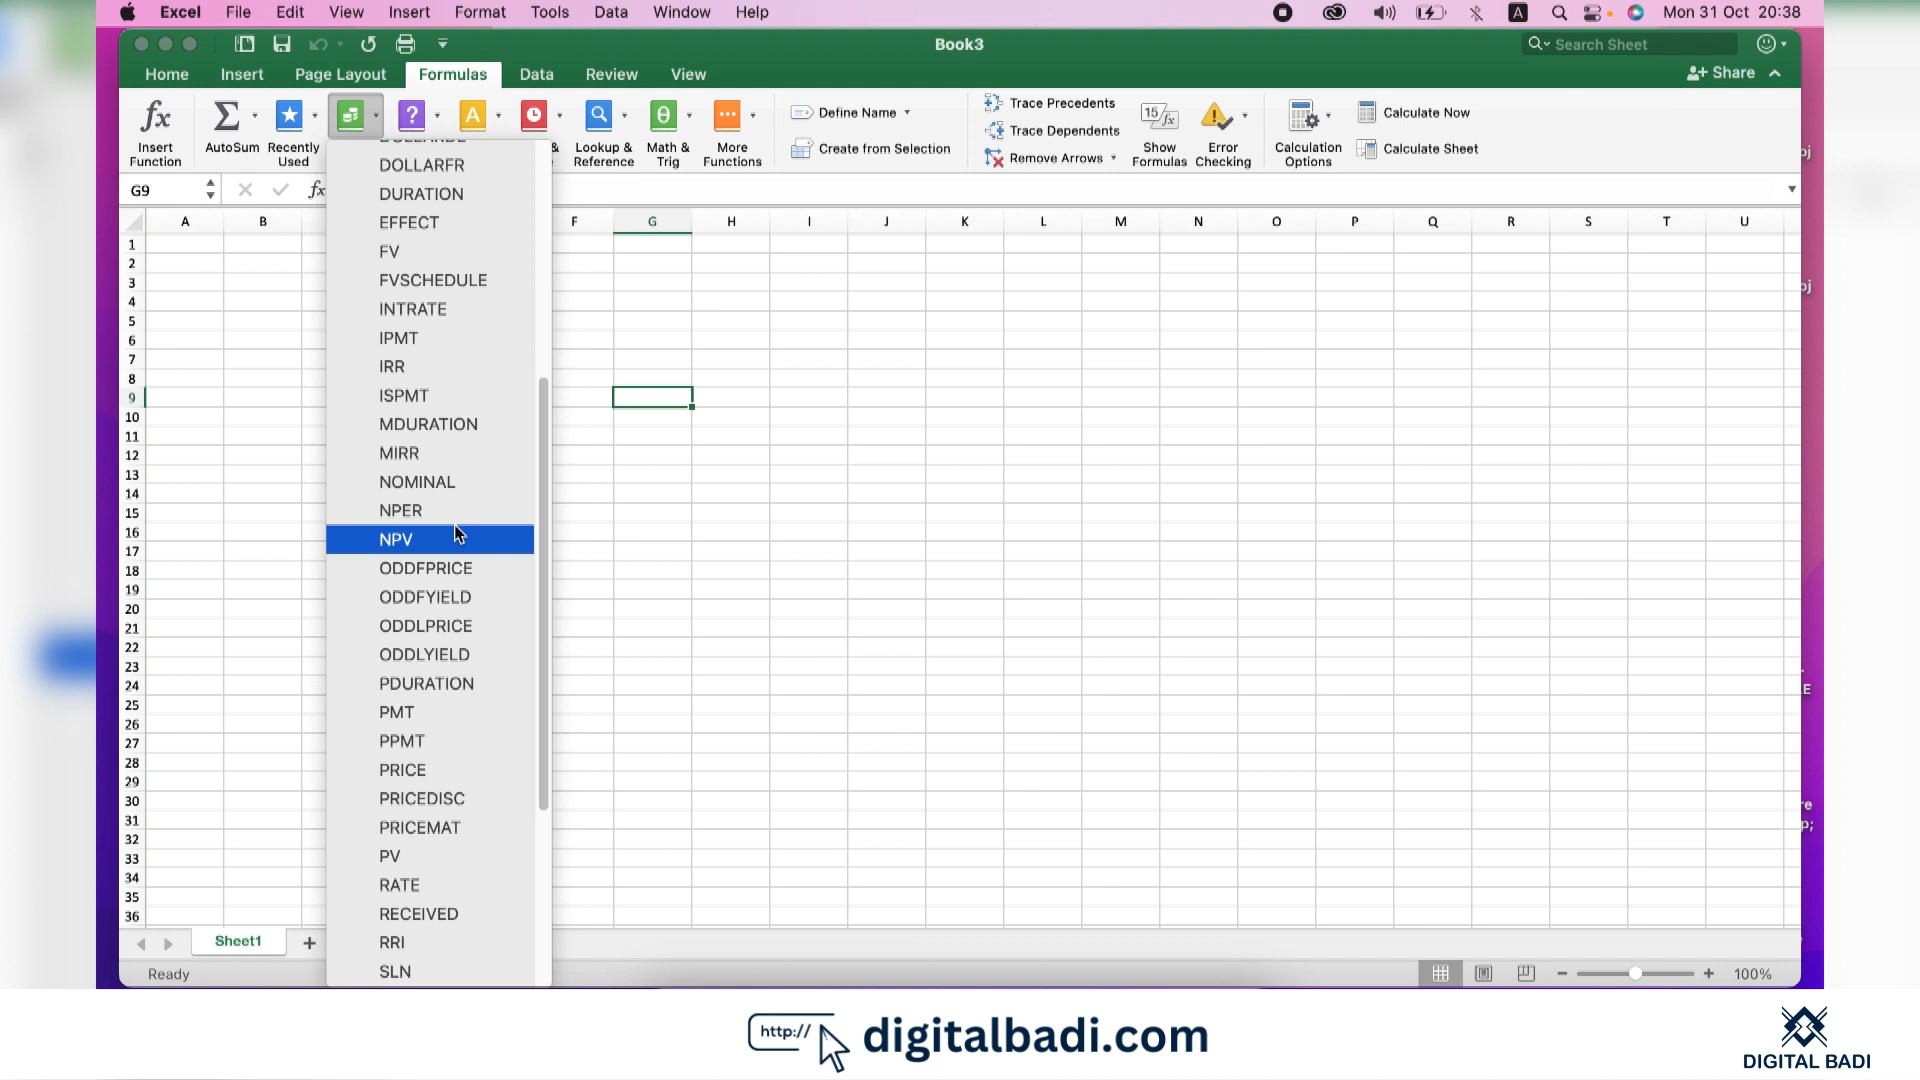 Excel File Edit View Insert Format Tools Data Window Help A Mon 31 Oct 20:38
Book3
Search Sheet
Home Insert Page Layout Formulas Data Review View
Share
Insert Function
AutoSum
Recently Used
Lookup & Reference
Math & Trig
More Functions
Define Name
Create from Selection
Trace Precedents
Trace Dependents
Remove Arrows
Show Formulas
Error Checking
Calculation Options
Calculate Now
Calculate Sheet
G9
fx
A B F G H I J K L M N O P Q R S T U
1
2
3
4
5
6
7
8
9
10
11
12
13
14
15
16
17
18
19
20
21
22
23
24
25
26
27
28
29
30
31
32
33
34
35
36
DOLLARFR
DURATION
EFFECT
FV
FVSCHEDULE
INTRATE
IPMT
IRR
ISPMT
MDURATION
MIRR
NOMINAL
NPER
NPV
ODDFPRICE
ODDFYIELD
ODDLPRICE
ODDLYIELD
PDURATION
PMT
PPMT
PRICE
PRICEDISC
PRICEMAT
PV
RATE
RECEIVED
RRI
SLN
Sheet1
Ready
100%
http://
digitalbadi.com
DIGITAL BADI